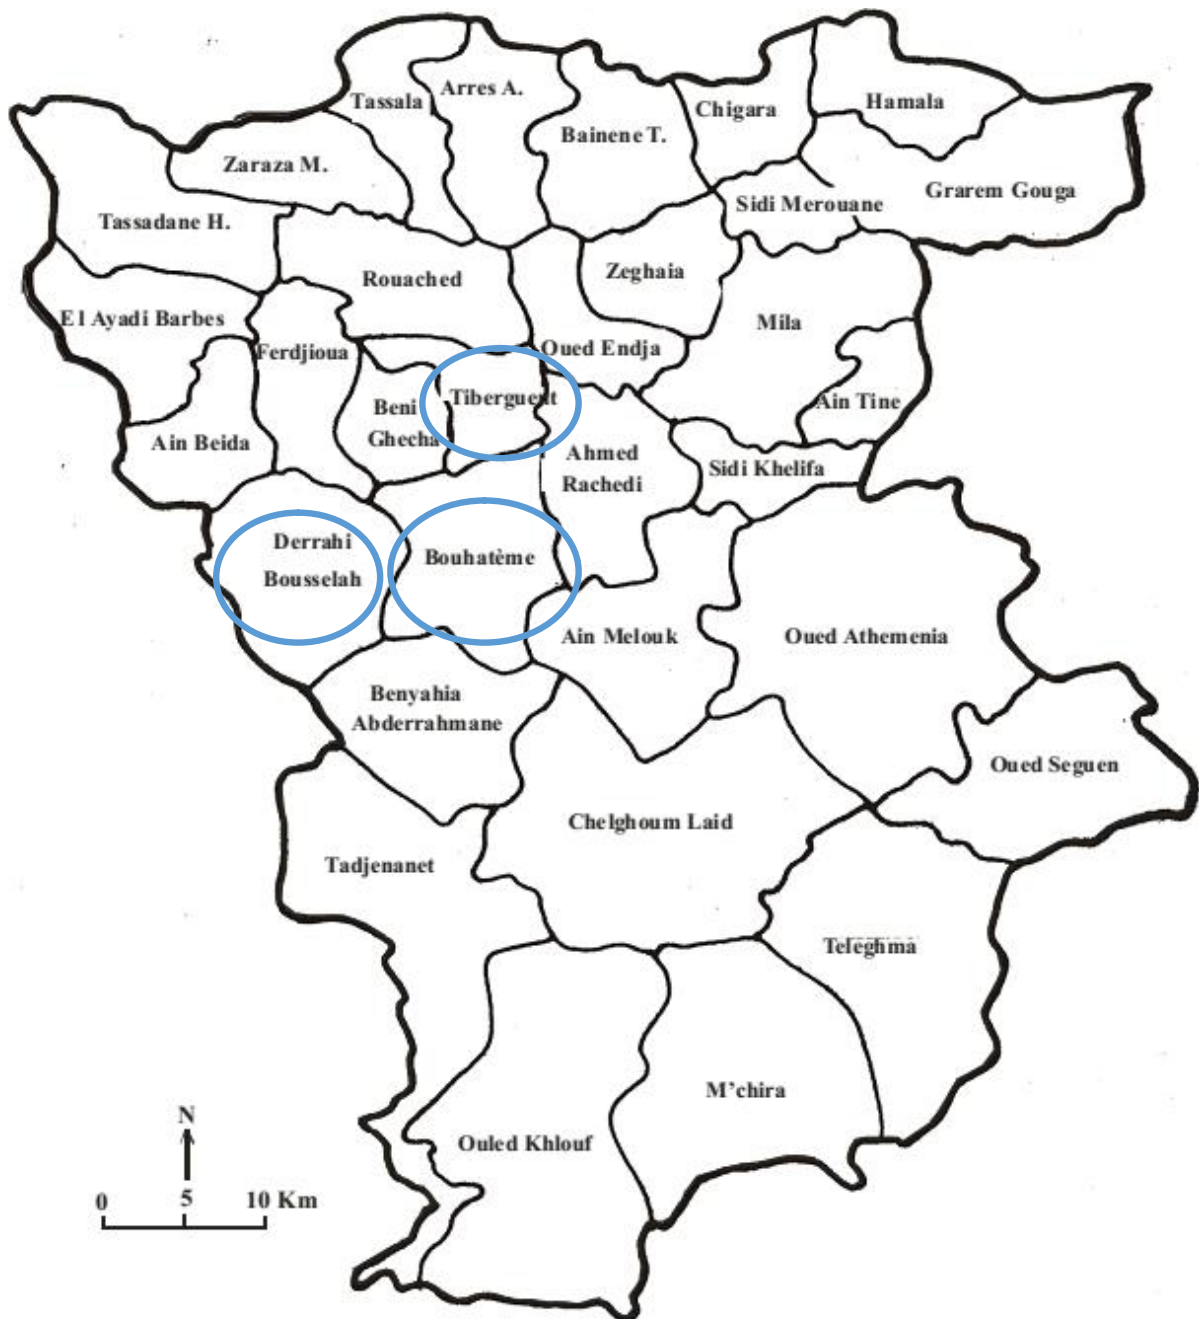 Tassala
Arres A.
Bainene T.
Chigara
Hamala
Zaraza M.
Grarem Gouga
Sidi Merouane
Tassadane H.
Rouached
Zeghaia
El Ayadi Barbes
Mila
Ferdjioua
Oued Endja
Tiberguent
Beni
Ghecha
Ain Tine
Ain Beida
Ahmed
Rachedi
Sidi Khelifa
Derrahi
Bousselah
Bouhatème
Ain Melouk
Oued Athemenia
Benyahia
Abderrahmane
Oued Seguen
Chelghoum Laid
Tadjenanet
Teleghma
M'chira
Ouled Khlouf
N
0 5 10 Km